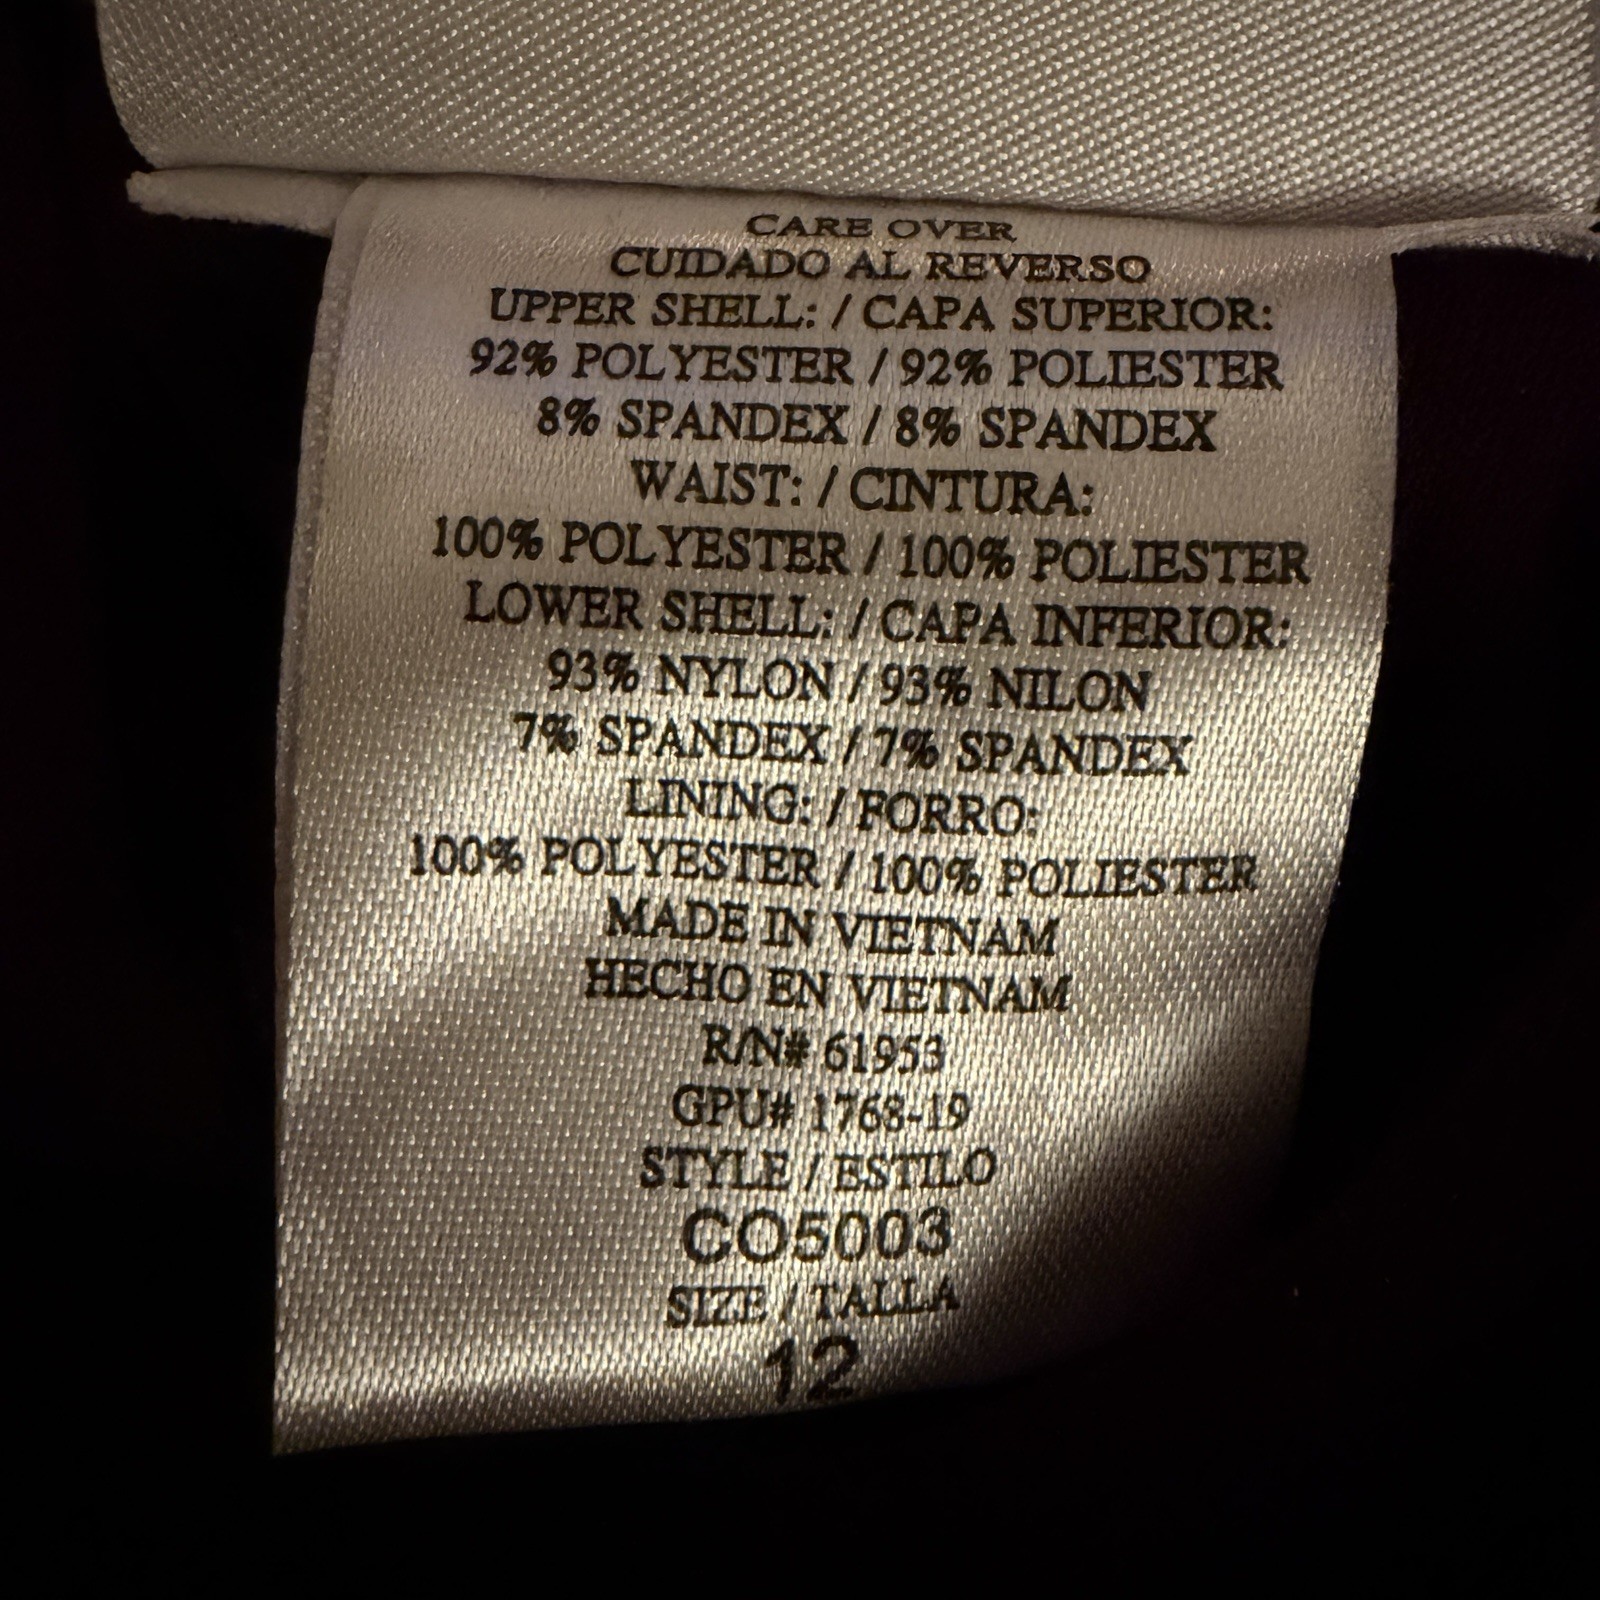 CARE OVER
CUIDADO AL REVERSO
UPPER SHELL: / CAPA SUPERIOR:
92% POLYESTER / 92% POLIESTER
8% SPANDEX / 8% SPANDEX
WAIST: / CINTURA:
100% POLYESTER / 100% POLIESTER
LOWER SHELL: / CAPA INFERIOR:
93% NYLON / 93% NILON
7% SPANDEX / 7% SPANDEX
LINING: / FORRO:
100% POLYESTER / 100% POLIESTER
MADE IN VIETNAM
HECHO EN VIETNAM
R/N# 61953
GPU# 1768-19
STYLE / ESTILO
CO5003
SIZE / TALLA
12